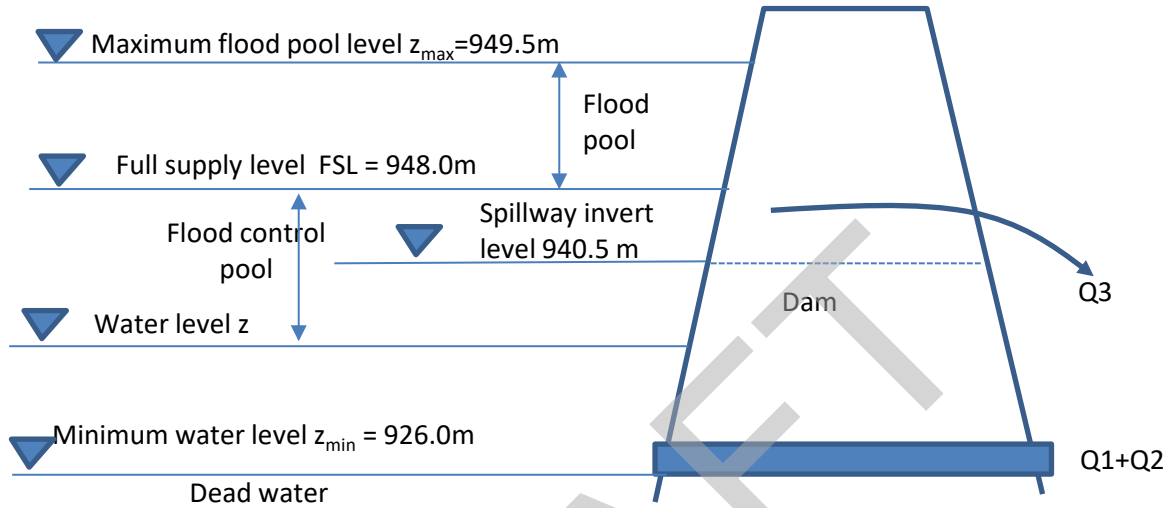 Maximum flood pool level zmax=949.5m
Flood
pool
Full supply level FSL = 948.0m
Spillway invert
level 940.5 m
Flood control
pool
Q3
Dam
Water level z
Minimum water level zmin = 926.0m
Q1+Q2
Dead water